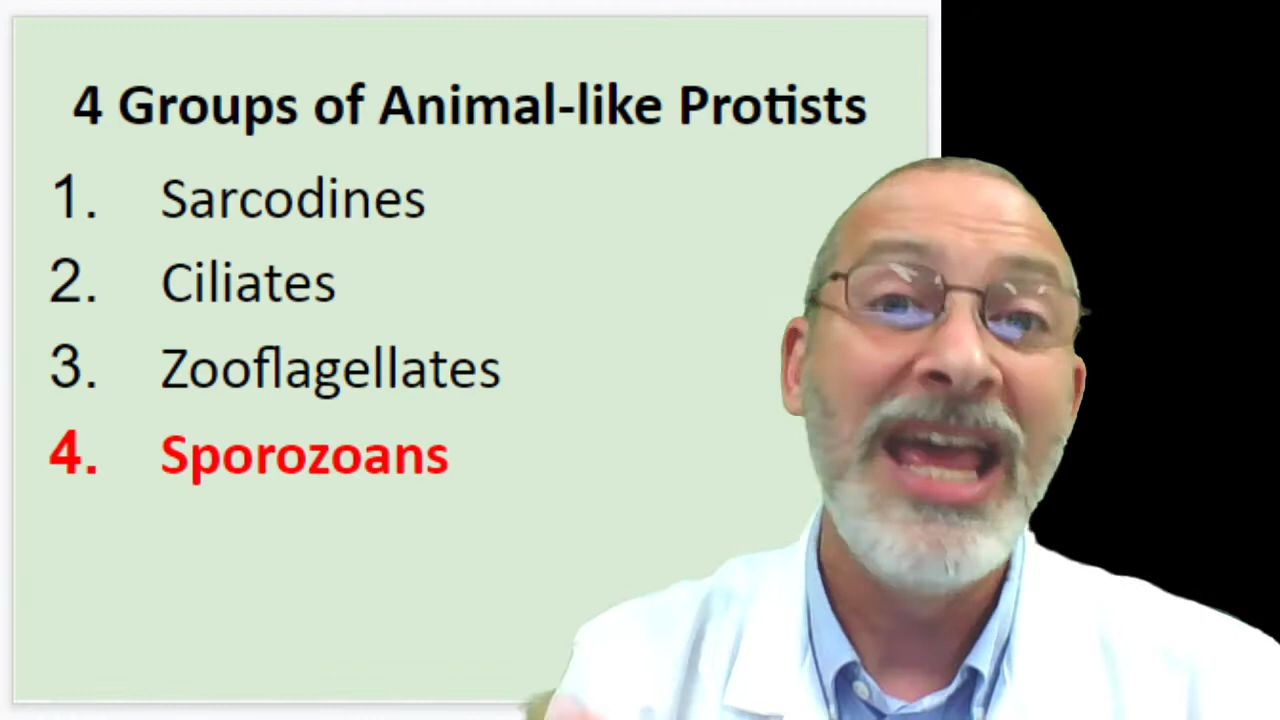 4 Groups of Animal-like Protists
1. Sarcodines
2. Ciliates
3. Zooflagellates
4. Sporozoans